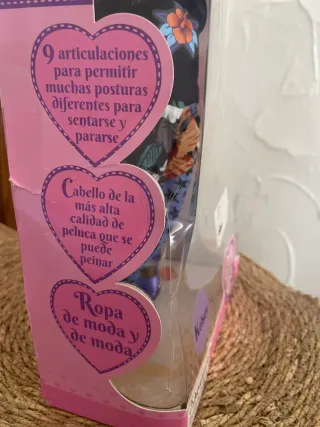 9 articulaciones
para permitir
muchas posturas
diferentes para
sentarse y
pararse
Cabello de la
más alta
calidad de
peluca que se
puede
peinar
Ropa
de moda y
de moda